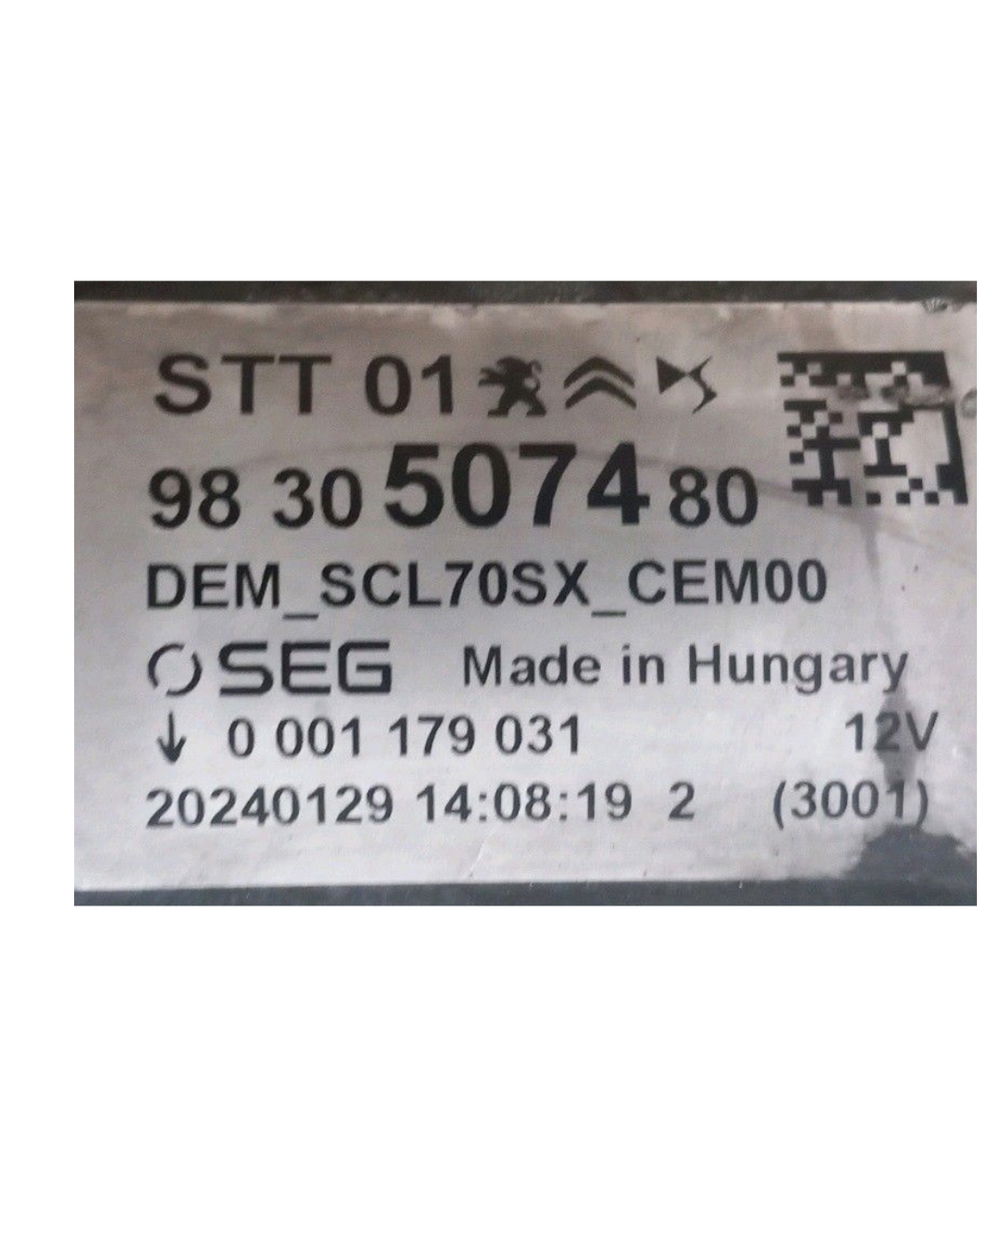 STT 01
98 30 5074 80
DEM_SCL70SX_CEM00
SEG Made in Hungary
↓ 0 001 179 031 12V
20240129 14:08:19 2 (3001)